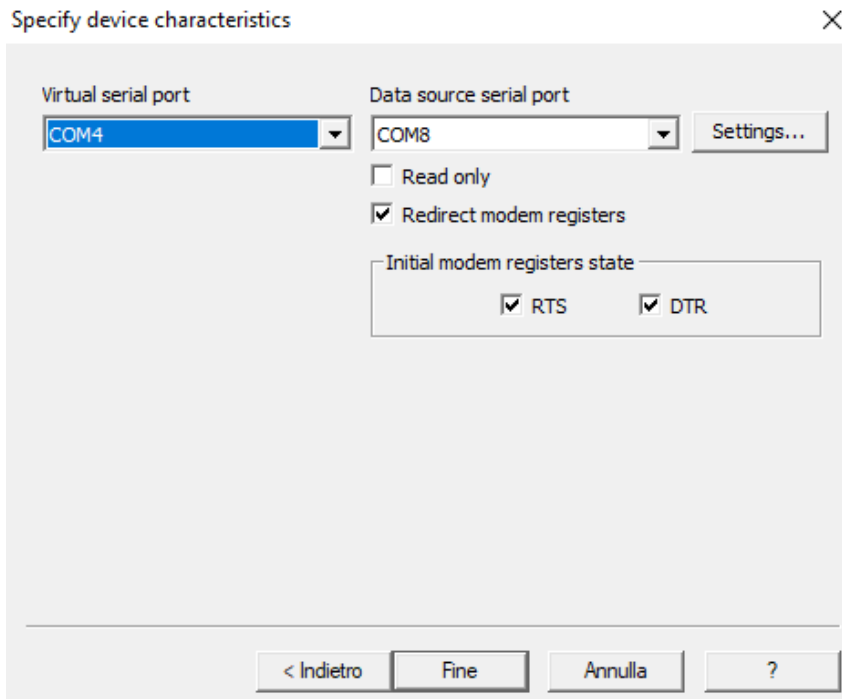 Specify device characteristics
Virtual serial port
Data source serial port
COM4
COM8
Settings...
Read only
Redirect modem registers
Initial modem registers state
RTS
DTR
< Indietro
Fine
Annulla
?